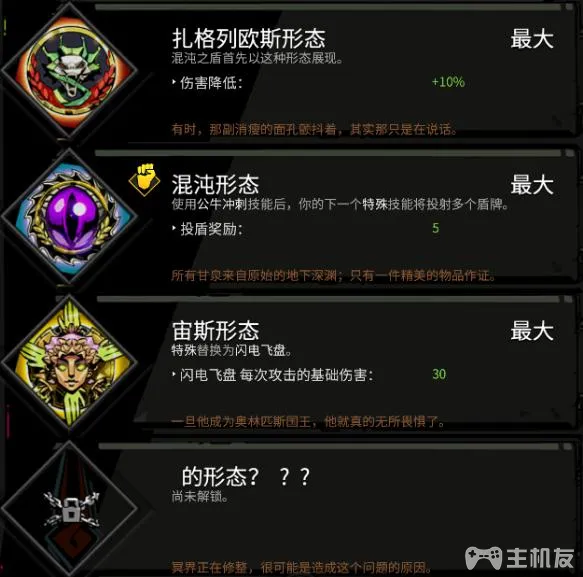 扎格列欧斯形态
最大
混沌之盾首先以这种形态展现。
‣ 伤害降低: +10%
有时，那副消瘦的面孔颤抖着，其实那只是在说话。
混沌形态
最大
使用公牛冲刺技能后，你的下一个特殊技能将投射多个盾牌。
‣ 投盾奖励: 5
所有甘泉来自原始的地下深渊；只有一件精美的物品作证。
宙斯形态
最大
特殊替换为闪电飞盘。
‣ 闪电飞盘 每次攻击的基础伤害: 30
一旦他成为奥林匹斯国王，他就真的无所畏惧了。
的形态？ ？？
尚未解锁。
冥界正在修整，很可能是造成这个问题的原因。
主机友